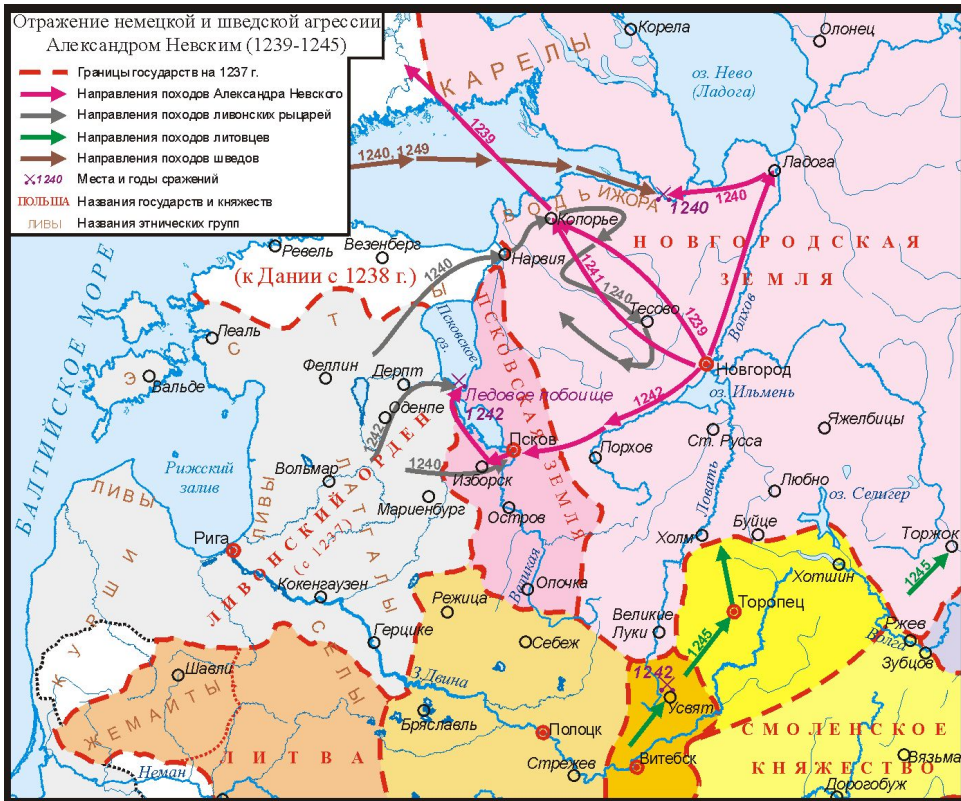 Отражение немецкой и шведской агрессии
Александром Невским (1239-1245)
Границы государств на 1237 г.
Направления походов Александра Невского
Направления походов ливонских рыцарей
Направления походов литовцев
Направления походов шведов
1240 Места и годы сражений
ПОЛЬША Названия государств и княжеств
ЛИВЫ Названия этнических групп
Корела
Олонец
КАРЕЛЫ
оз. Нево
(Ладога)
1239
1240, 1249
Ладога
1240
1240
ВОДЬ
ИЖОРА
Копорье
НОВГОРОДСКАЯ
ЗЕМЛЯ
Ревель
Везенберг
Нарвия
(к Дании с 1238 г.)
1240
1241
1240
Тесово
1239
Волхов
БАЛТИЙСКОЕ МОРЕ
Леаль
ЭСТЫ
Вальде
Феллин
Дерпт
Псковское
оз.
ПСКОВСКАЯ ЗЕМЛЯ
Новгород
оз. Ильмень
Ледовое побоище
1242
1242
Оденпе
1242
Псков
Порхов
Ст. Русса
Яжелбицы
Рижский
залив
ЛИВЫ
ЛИВЫ
Вольмар
1240
Изборск
Мариенбург
Остров
Ловать
Любно
оз. Селигер
ЛИВОНСКИЙ ОРДЕН
(с 1237)
ЛАТГАЛЫ
Рига
Холм
Буйце
Торжок
1245
Кокенгаузен
Великая
Опочка
Хотшин
КУРШИ
Режица
Торопец
Герцике
СЕЛЫ
Себеж
Великие
Луки
Ржев
Волга
Зубцов
1245
Шавли
З.Двина
1242
Усвят
ЖЕМАЙТЫ
Бряславль
СМОЛЕНСКОЕ
КНЯЖЕСТВО
ЛИТВА
Полоцк
Витебск
Вязьма
Неман
Стрежев
Дорогобуж